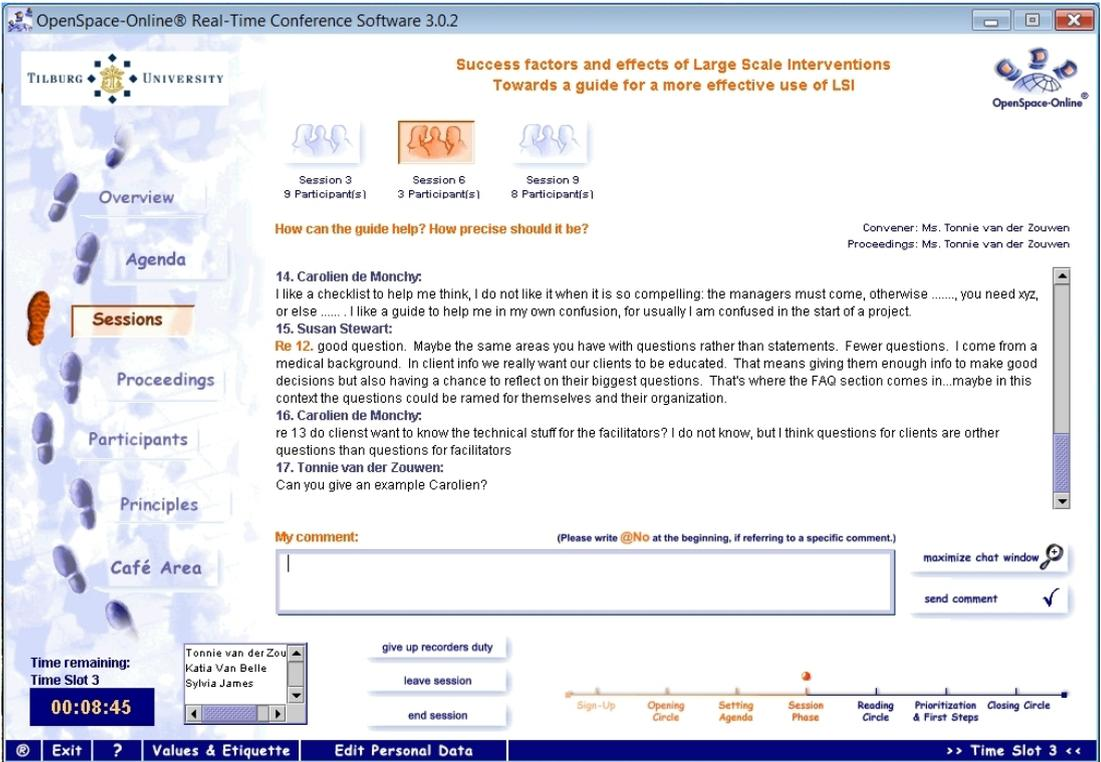 OpenSpace-Online® Real-Time Conference Software 3.0.2
TILBURG UNIVERSITY
Success factors and effects of Large Scale Interventions
Towards a guide for a more effective use of LSI
OpenSpace-Online®
Session 3
9 Participant(s)
Session 6
3 Participant(s)
Session 9
8 Participant(s)
Overview
Agenda
Sessions
Proceedings
Participants
Principles
Café Area
How can the guide help? How precise should it be?
Convener: Ms. Tonnie van der Zouwen
Proceedings: Ms. Tonnie van der Zouwen
14. Carolien de Monchy:
I like a checklist to help me think, I do not like it when it is so compelling: the managers must come, otherwise ......., you need xyz,
or else ...... . I like a guide to help me in my own confusion, for usually I am confused in the start of a project.
15. Susan Stewart:
Re 12. good question. Maybe the same areas you have with questions rather than statements. Fewer questions. I come from a
medical background. In client info we really want our clients to be educated. That means giving them enough info to make good
decisions but also having a chance to reflect on their biggest questions. That's where the FAQ section comes in...maybe in this
context the questions could be ramed for themselves and their organization.
16. Carolien de Monchy:
re 13 do clienst want to know the technical stuff for the facilitators? I do not know, but I think questions for clients are orther
questions than questions for facilitators
17. Tonnie van der Zouwen:
Can you give an example Carolien?
My comment:
(Please write @No at the beginning, if referring to a specific comment.)
maximize chat window
send comment
Time remaining:
Time Slot 3
00:08:45
Tonnie van der Zou
Katia Van Belle
Sylvia James
give up recorders duty
leave session
end session
Sign-Up
Opening Circle
Setting Agenda
Session Phase
Reading Circle
Prioritization & First Steps
Closing Circle
® Exit ? Values & Etiquette Edit Personal Data >> Time Slot 3 <<